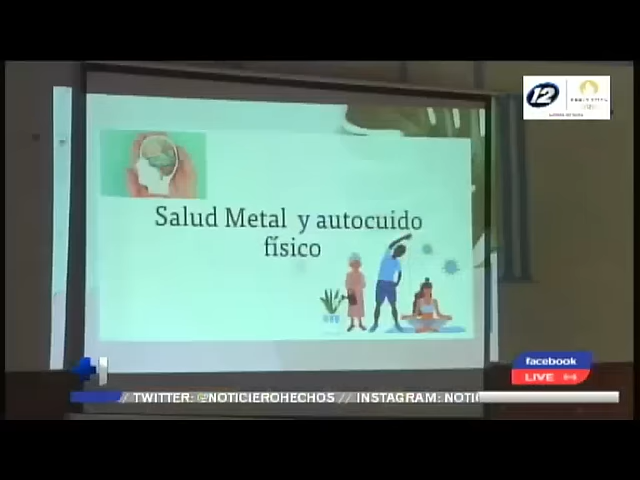 12
Salud Metal y autocuido
físico
facebook
LIVE
// TWITTER: @NOTICIEROHECHOS // INSTAGRAM: NOTI